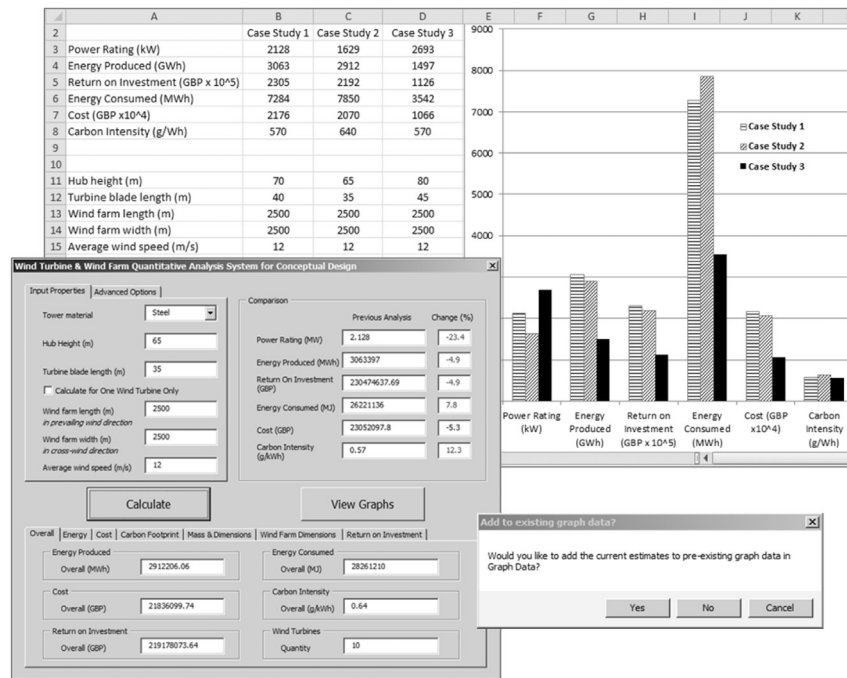 A B C D E F G H I J K
2 Case Study 1 Case Study 2 Case Study 3
3 Power Rating (kW) 2128 1629 2693
4 Energy Produced (GWh) 3063 2912 1497
5 Return on Investment (GBP x 10^5) 2305 2192 1126
6 Energy Consumed (MWh) 7284 7850 3542
7 Cost (GBP x10^4) 2176 2070 1066
8 Carbon Intensity (g/Wh) 570 640 570
9
10
11 Hub height (m) 70 65 80
12 Turbine blade length (m) 40 35 45
13 Wind farm length (m) 2500 2500 2500
14 Wind farm width (m) 2500 2500 2500
15 Average wind speed (m/s) 12 12 12
9000
8000
7000
6000
5000
4000
Case Study 1
Case Study 2
Case Study 3
Power Rating (kW)
Energy Produced (GWh)
Return on Investment (GBP x 10^5)
Energy Consumed (MWh)
Cost (GBP x10^4)
Carbon Intensity (g/Wh)
Wind Turbine & Wind Farm Quantitative Analysis System for Conceptual Design
Input Properties Advanced Options
Tower material Steel
Hub Height (m) 65
Turbine blade length (m) 35
Calculate for One Wind Turbine Only
Wind farm length (m) 2500
in prevailing wind direction
Wind farm width (m) 2500
in cross-wind direction
Average wind speed (m/s) 12
Comparison
Previous Analysis Change (%)
Power Rating (MW) 2.128 -23.4
Energy Produced (MWh) 3063397 -4.9
Return On Investment (GBP) 230474637.69 -4.9
Energy Consumed (MJ) 26221136 7.8
Cost (GBP) 23052097.8 -5.3
Carbon Intensity (g/kWh) 0.57 12.3
Calculate View Graphs
Overall Energy Cost Carbon Footprint Mass & Dimensions Wind Farm Dimensions Return on Investment
Energy Produced
Overall (MWh) 2912206.06
Energy Consumed
Overall (MJ) 28261210
Cost
Overall (GBP) 21836099.74
Carbon Intensity
Overall (g/kWh) 0.64
Return on Investment
Overall (GBP) 219178073.64
Wind Turbines
Quantity 10
Add to existing graph data?
Would you like to add the current estimates to pre-existing graph data in
Graph Data?
Yes No Cancel